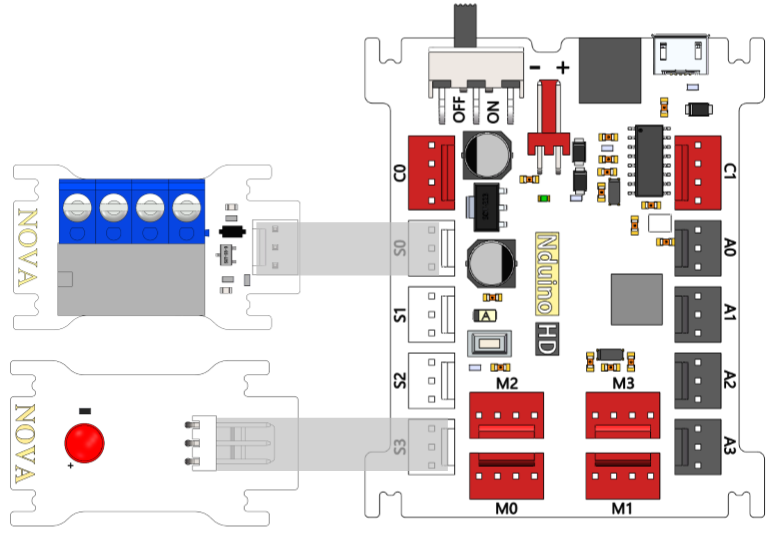 OFF
ON
- +
C0
C1
NOVA
S0
A0
Nduino
HD
S1
A1
A
S2
A2
M2
M3
NOVA
S3
A3
+
M0
M1